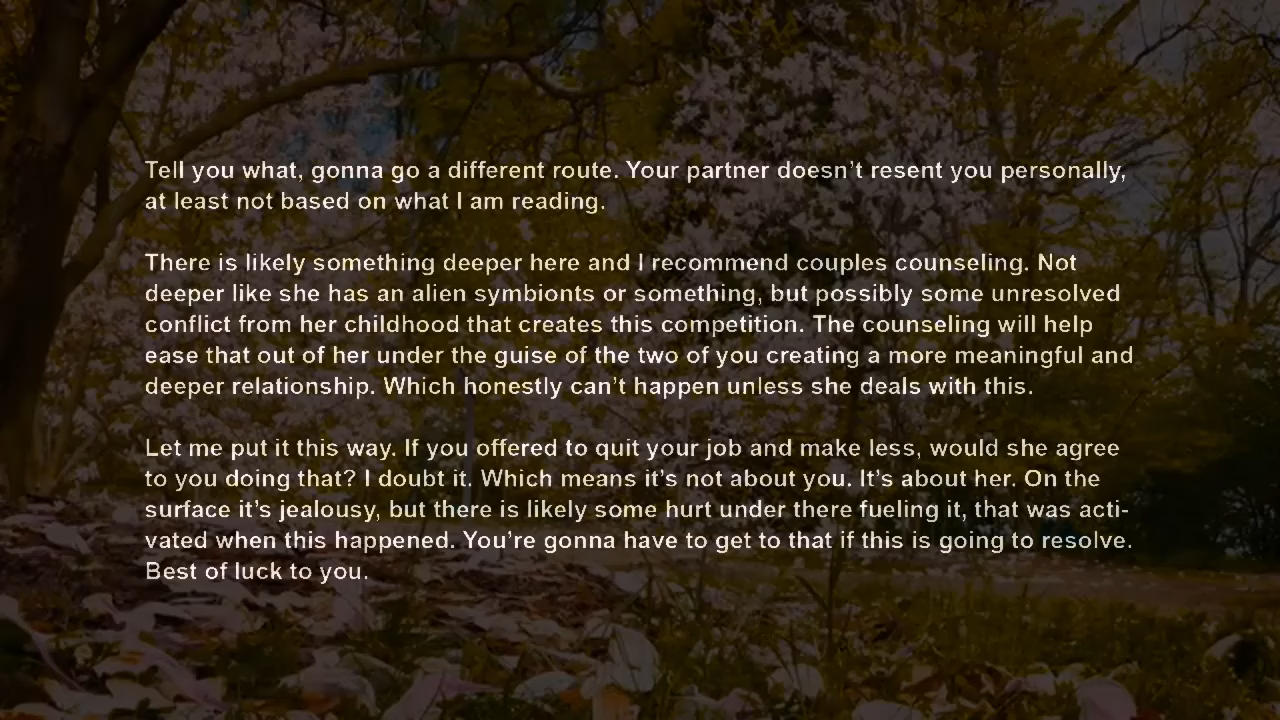 Tell you what, gonna go a different route. Your partner doesn’t resent you personally,
at least not based on what I am reading.
There is likely something deeper here and I recommend couples counseling. Not
deeper like she has an alien symbionts or something, but possibly some unresolved
conflict from her childhood that creates this competition. The counseling will help
ease that out of her under the guise of the two of you creating a more meaningful and
deeper relationship. Which honestly can’t happen unless she deals with this.
Let me put it this way. If you offered to quit your job and make less, would she agree
to you doing that? I doubt it. Which means it’s not about you. It’s about her. On the
surface it’s jealousy, but there is likely some hurt under there fueling it, that was acti-
vated when this happened. You’re gonna have to get to that if this is going to resolve.
Best of luck to you.